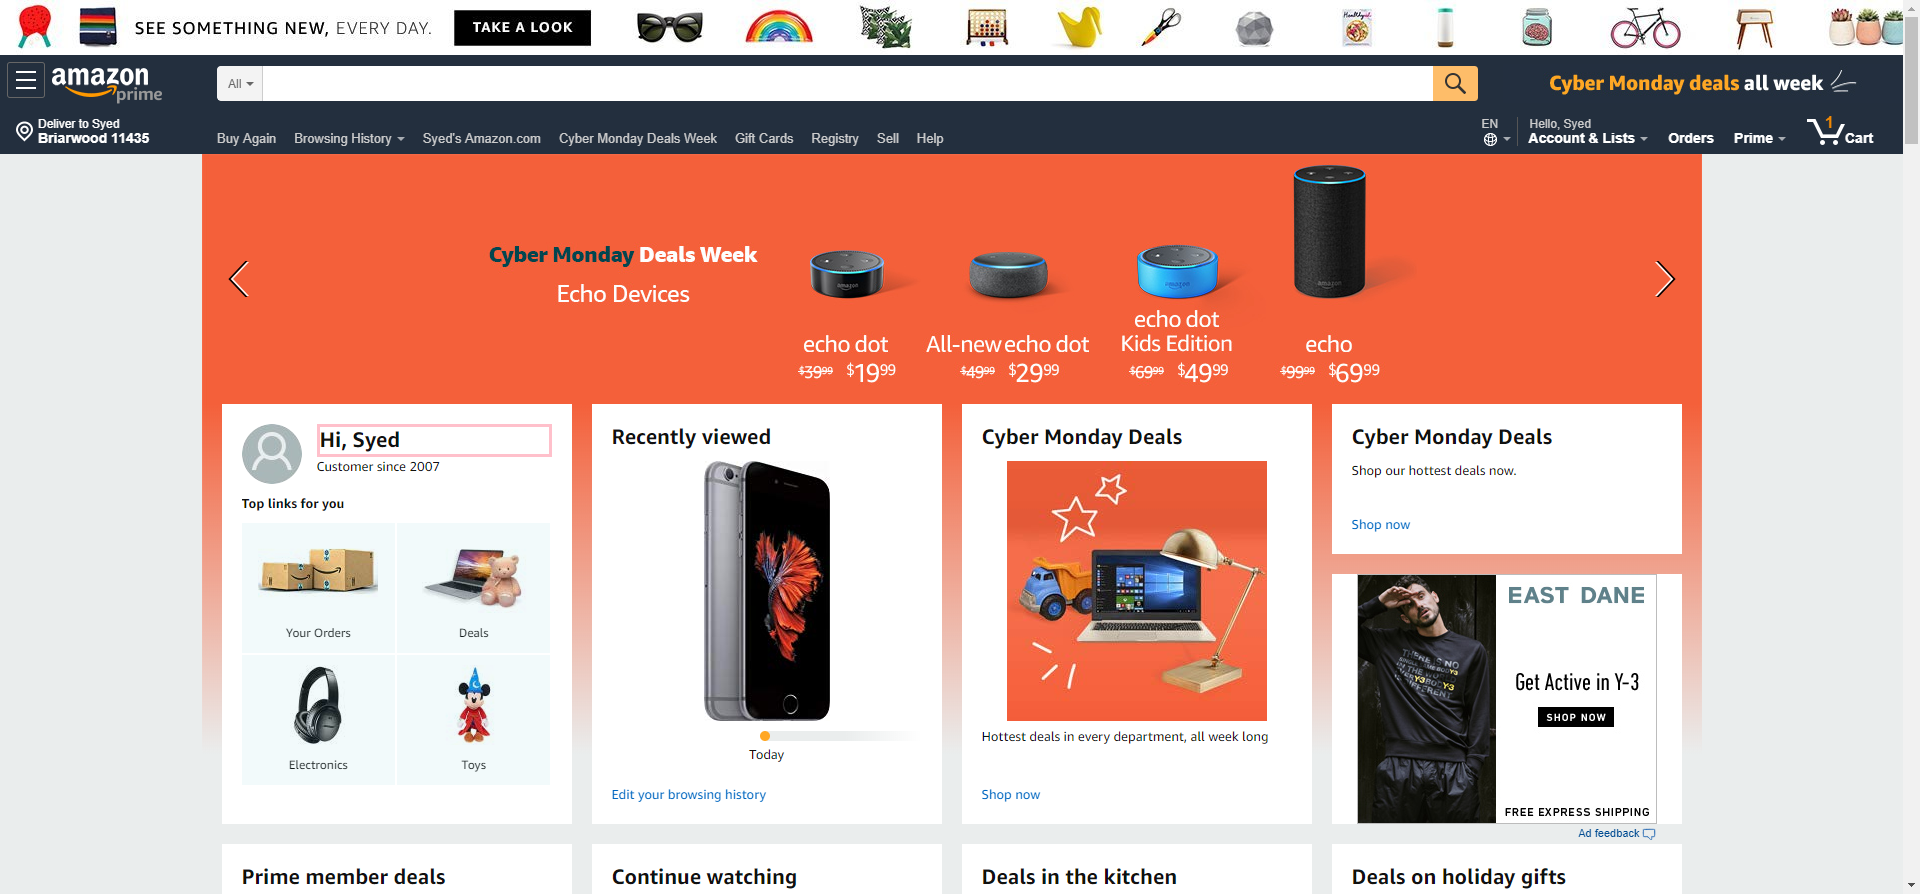 SEE SOMETHING NEW, EVERY DAY.
TAKE A LOOK
Healthyish
amazon
prime
All
Cyber Monday deals all week
Deliver to Syed
Briarwood 11435
Buy Again Browsing History Syed's Amazon.com Cyber Monday Deals Week Gift Cards Registry Sell Help
EN
Hello, Syed
Account & Lists
Orders
Prime
1
Cart
Cyber Monday Deals Week
Echo Devices
amazon
amazon
amazon
echo dot
$39.99 $19.99
All-new echo dot
$49.99 $29.99
echo dot
Kids Edition
$69.99 $49.99
echo
$99.99 $69.99
Hi, Syed
Customer since 2007
Top links for you
Your Orders
Deals
Electronics
Toys
Recently viewed
Today
Edit your browsing history
Cyber Monday Deals
Hottest deals in every department, all week long
Shop now
Cyber Monday Deals
Shop our hottest deals now.
Shop now
EAST DANE
THERE IS NO
Get Active in Y-3
SHOP NOW
FREE EXPRESS SHIPPING
Ad feedback
Prime member deals
Continue watching
Deals in the kitchen
Deals on holiday gifts